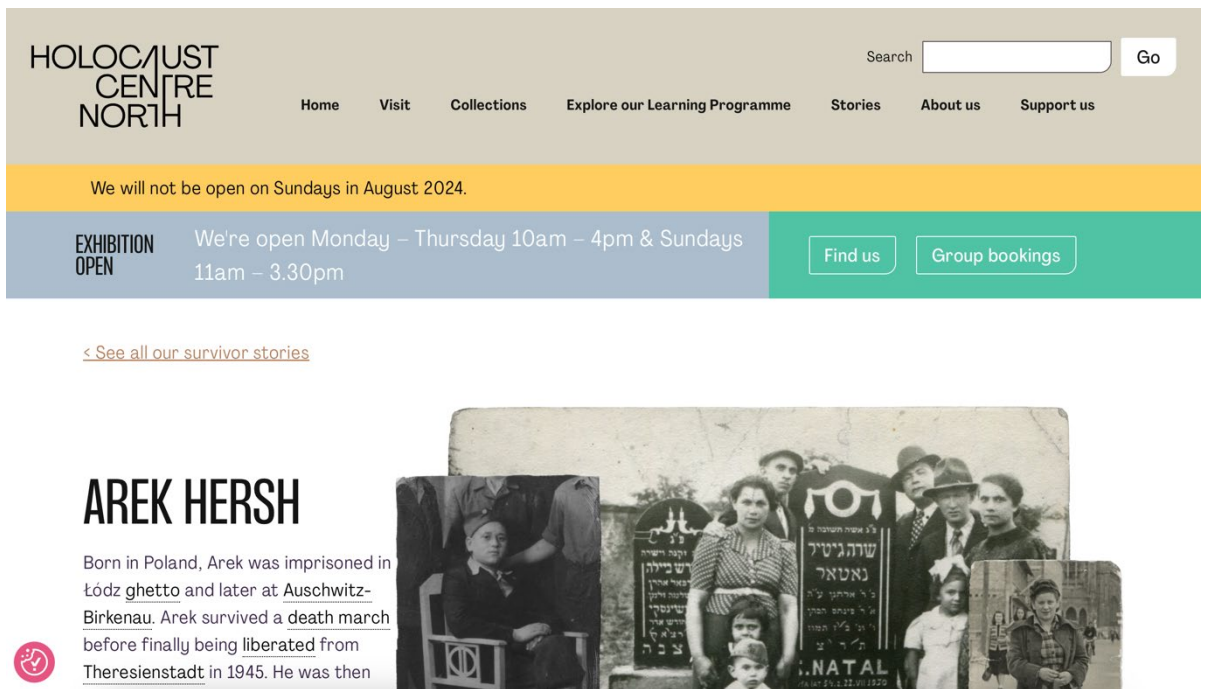 HOLOCAUST
CENTRE
NORTH
Search
Go
Home Visit Collections Explore our Learning Programme Stories About us Support us
We will not be open on Sundays in August 2024.
EXHIBITION
OPEN
We're open Monday – Thursday 10am – 4pm & Sundays
11am – 3.30pm
Find us
Group bookings
< See all our survivor stories
AREK HERSH
Born in Poland, Arek was imprisoned in
Łódz ghetto and later at Auschwitz-
Birkenau. Arek survived a death march
before finally being liberated from
Theresienstadt in 1945. He was then
פ נ
שרה גיטיל
נאטאל
.NATAL